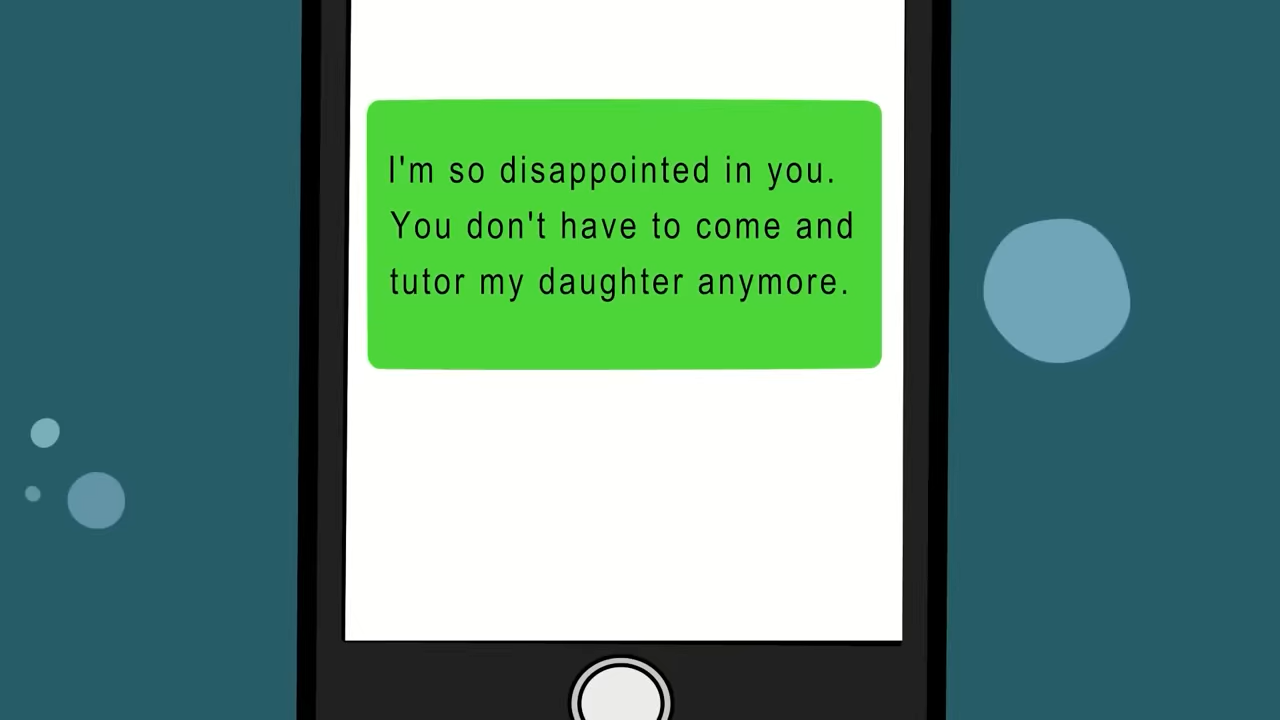 I'm so disappointed in you.
You don't have to come and
tutor my daughter anymore.